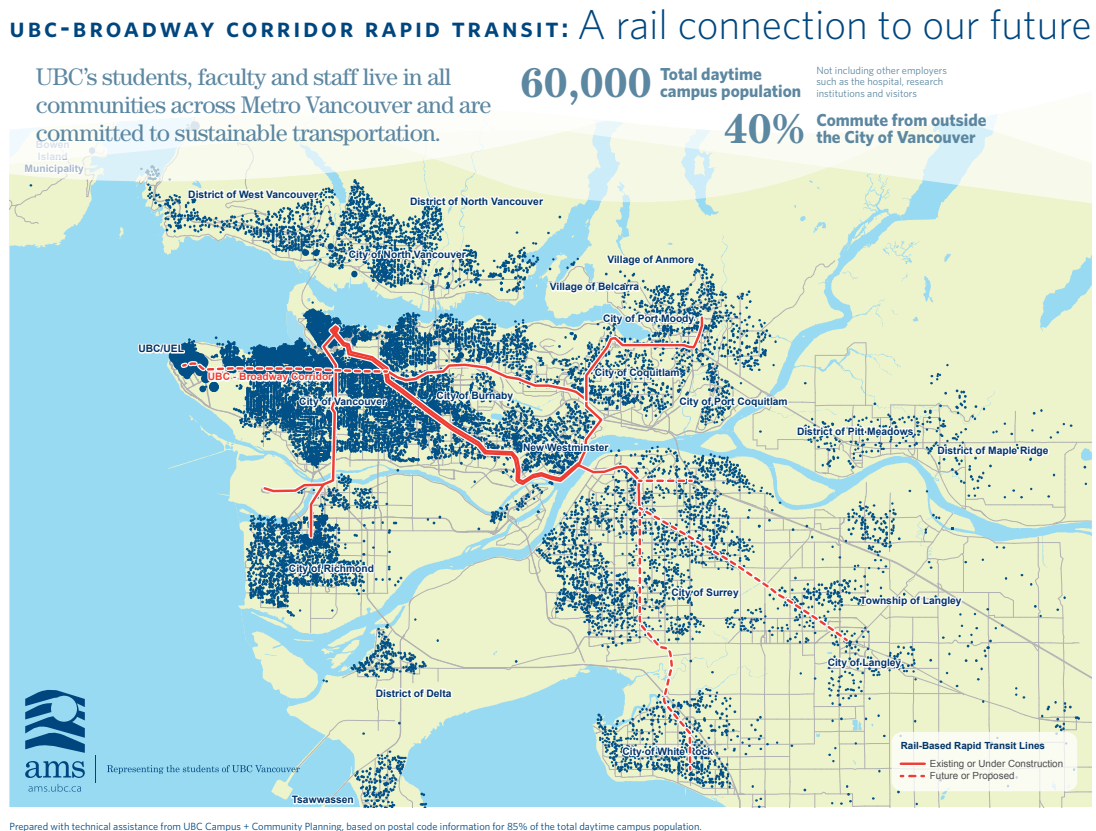 UBC-BROADWAY CORRIDOR RAPID TRANSIT: A rail connection to our future
UBC's students, faculty and staff live in all
communities across Metro Vancouver and are
committed to sustainable transportation.
60,000 Total daytime
campus population
Not including other employers
such as the hospital, research
institutions and visitors
40% Commute from outside
the City of Vancouver
Bowen
Island
Municipality
District of West Vancouver
District of North Vancouver
City of North Vancouver
Village of Anmore
Village of Belcarra
City of Port Moody
UBC/UEL
UBC - Broadway Corridor
City of Vancouver
City of Burnaby
City of Coquitlam
City of Port Coquitlam
New Westminster
District of Pitt Meadows
District of Maple Ridge
City of Richmond
City of Surrey
Township of Langley
City of Langley
District of Delta
City of White Rock
Tsawwassen
ams
Representing the students of UBC Vancouver
ams.ubc.ca
Rail-Based Rapid Transit Lines
Existing or Under Construction
Future or Proposed
Prepared with technical assistance from UBC Campus + Community Planning, based on postal code information for 85% of the total daytime campus population.